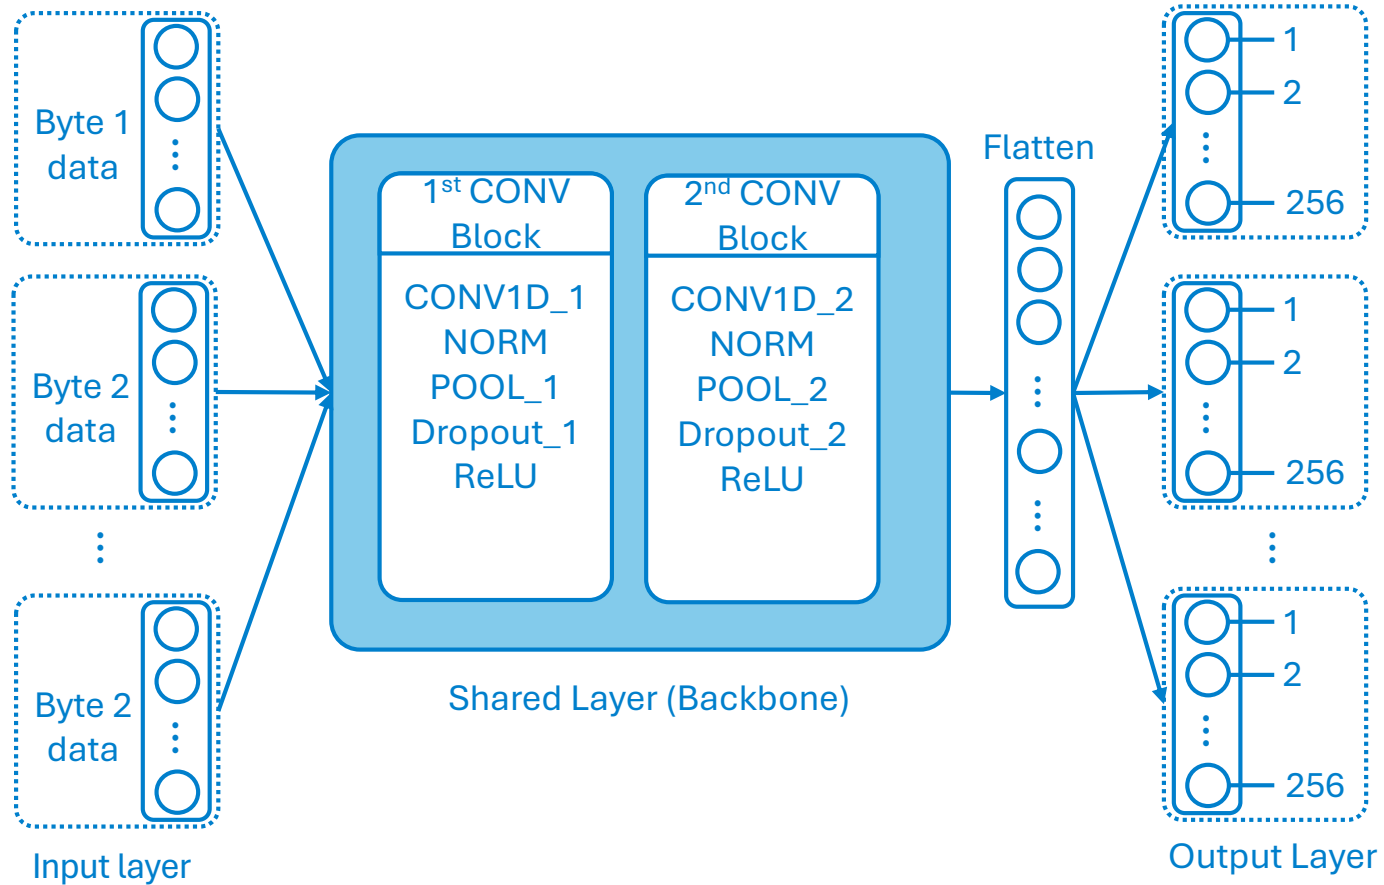 Byte 1
data
Byte 2
data
Byte 2
data
Input layer
1st CONV
Block
CONV1D_1
NORM
POOL_1
Dropout_1
ReLU
2nd CONV
Block
CONV1D_2
NORM
POOL_2
Dropout_2
ReLU
Shared Layer (Backbone)
Flatten
1
2
256
1
2
256
1
2
256
Output Layer